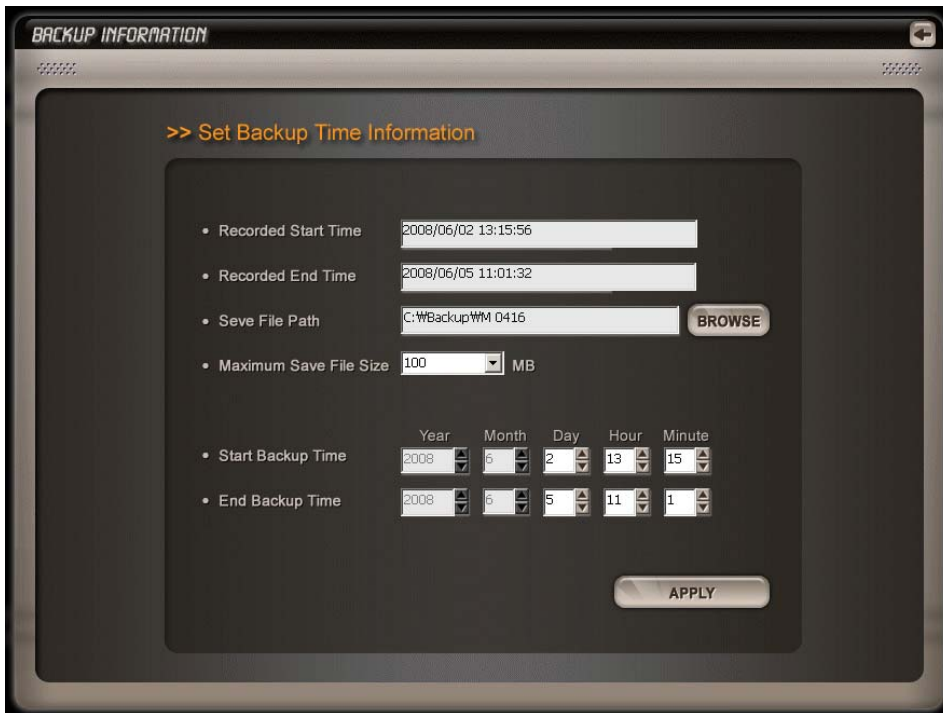 BACKUP INFORMATION
>> Set Backup Time Information
• Recorded Start Time 2008/06/02 13:15:56
• Recorded End Time 2008/06/05 11:01:32
• Seve File Path C:₩Backup₩M 0416 BROWSE
• Maximum Save File Size 100 MB
Year Month Day Hour Minute
• Start Backup Time 2008 6 2 13 15
• End Backup Time 2008 6 5 11 1
APPLY